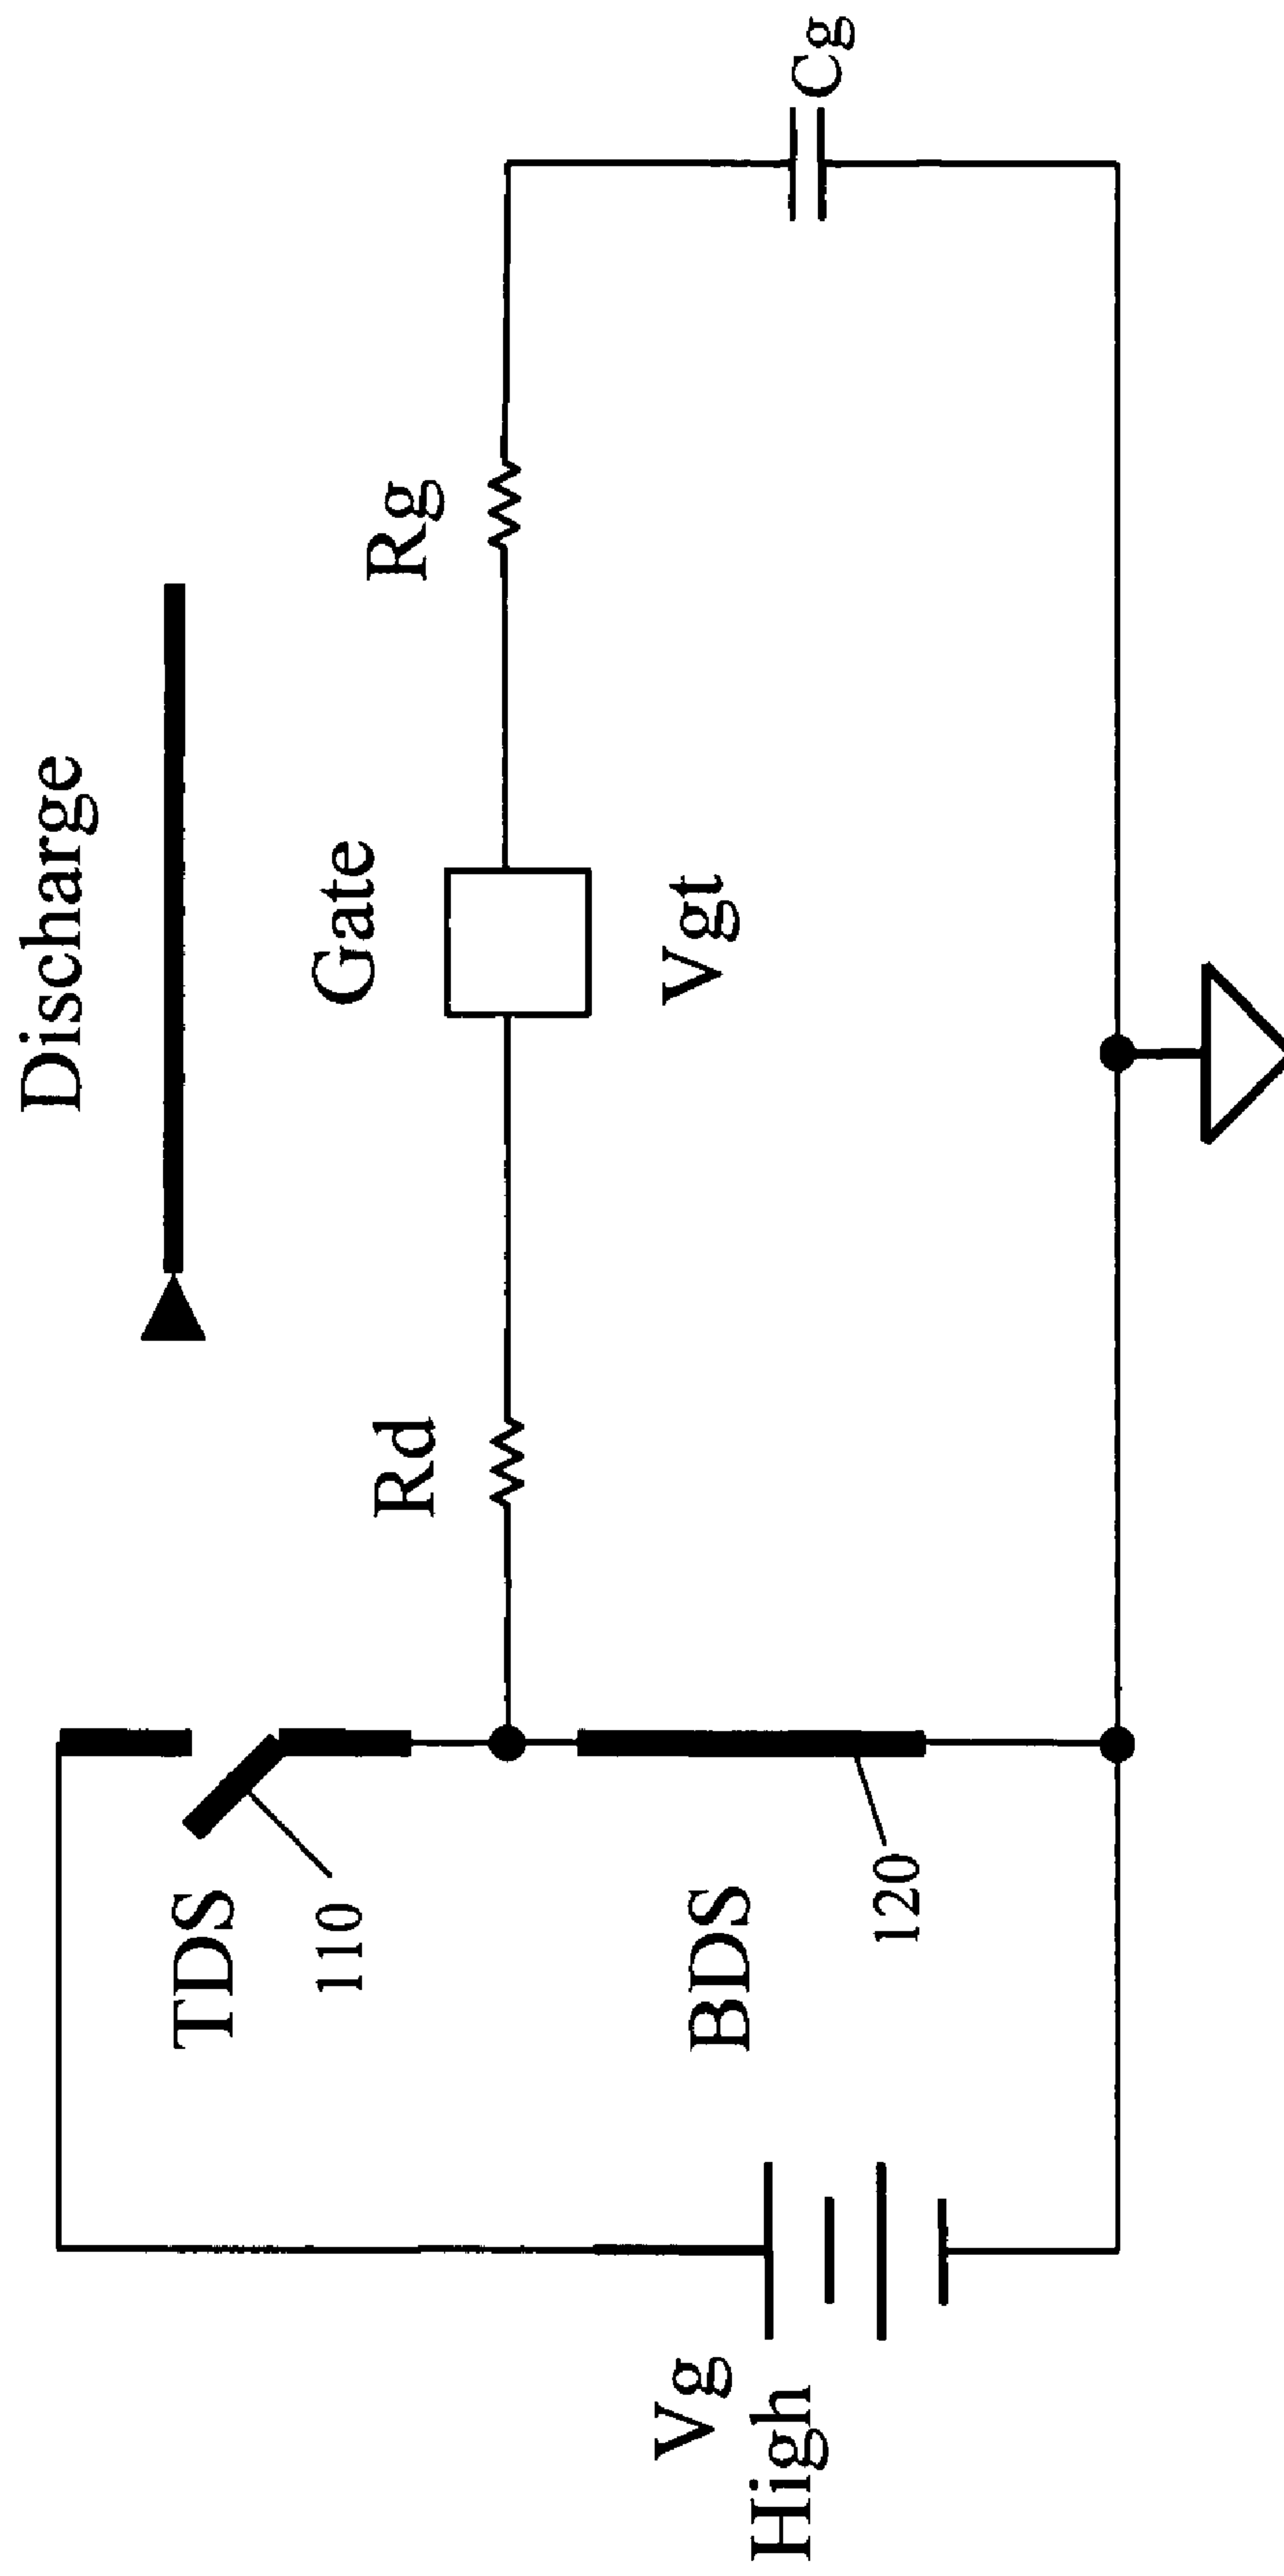 Discharge
TDS
110
Rd
Gate
Rg
Vgt
Vg
High
BDS
120
Cg